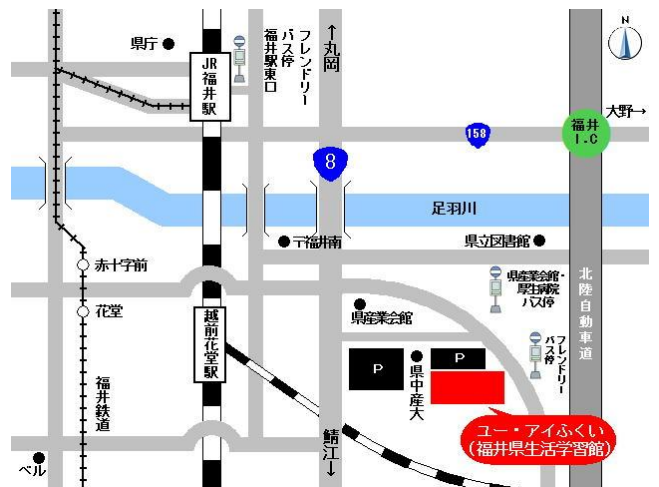 県庁
JR福井駅
フレンドリーバス停
福井駅東口
↑丸岡
N
大野→
福井
I.C
158
8
足羽川
〒福井南
県立図書館
赤十字前
花堂
福井鉄道
越前花堂駅
県産業会館・
厚生病院
バス停
県産業会館
フレンドリー
バス停
北陸自動車道
P
P
県中産大
ユー・アイふくい
(福井県生活学習館)
鯖江↓
ベル